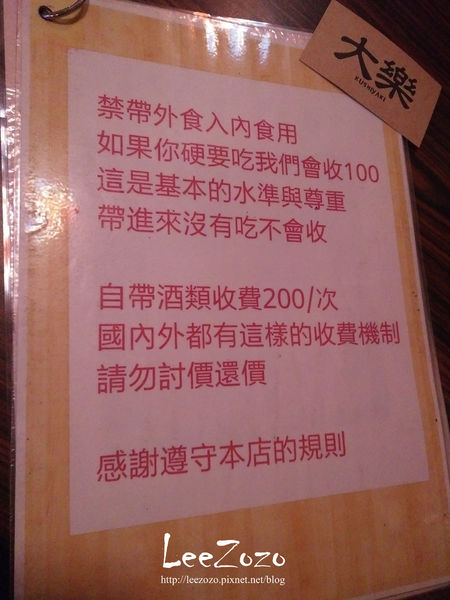 大樂
KUSHIYAKI
禁帶外食入內食用
如果你硬要吃我們會收100
這是基本的水準與尊重
帶進來沒有吃不會收
自帶酒類收費200/次
國內外都有這樣的收費機制
請勿討價還價
感謝遵守本店的規則
LeeZozo
http://leezozo.pixnet.net/blog